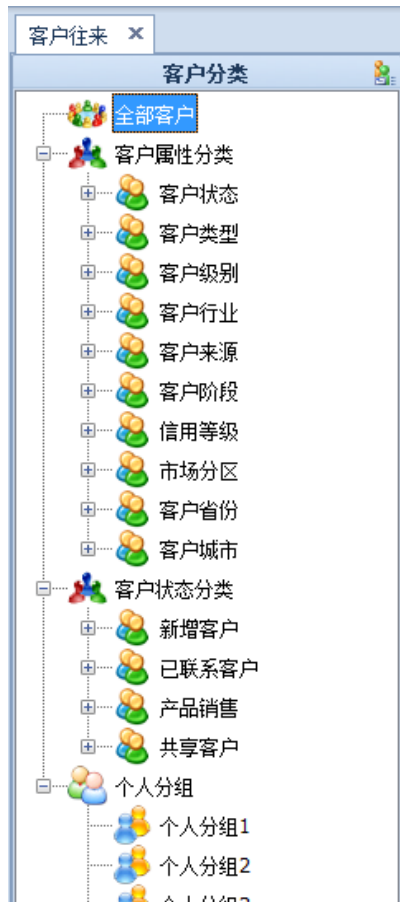 客户往来
客户分类
全部客户
客户属性分类
客户状态
客户类型
客户级别
客户行业
客户来源
客户阶段
信用等级
市场分区
客户省份
客户城市
客户状态分类
新增客户
已联系客户
产品销售
共享客户
个人分组
个人分组1
个人分组2